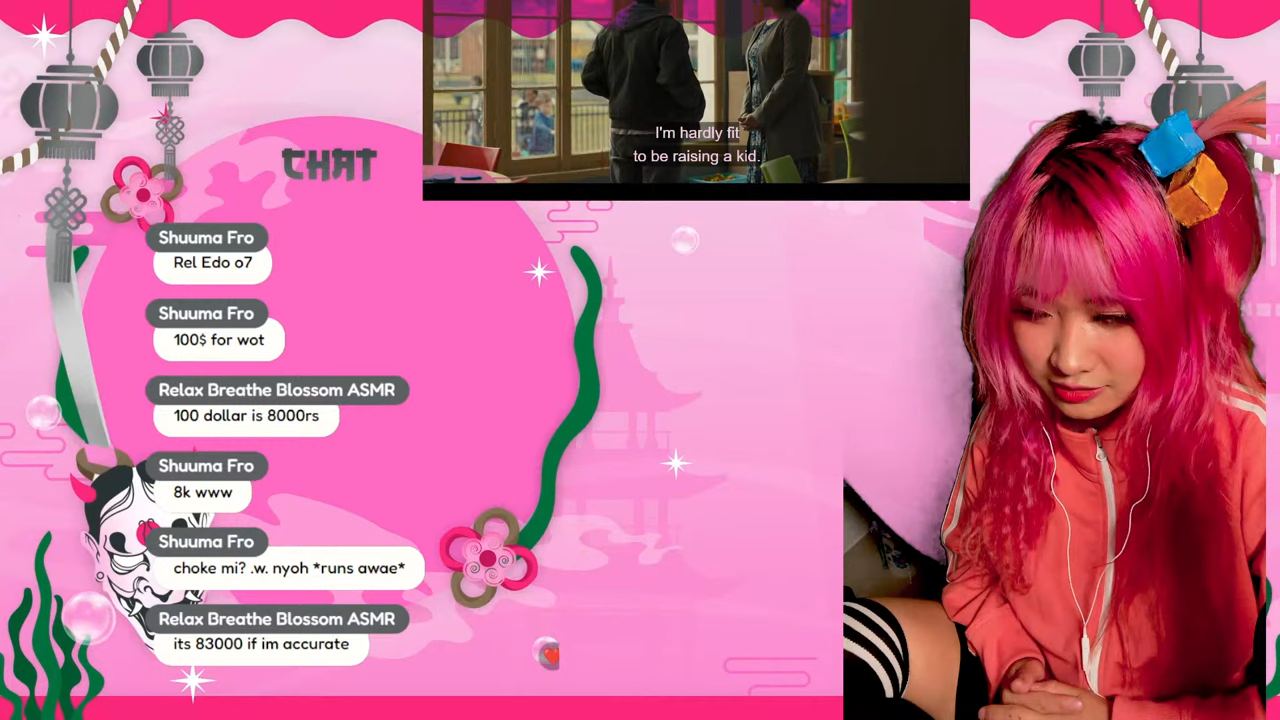 I'm hardly fit
to be raising a kid.
CHAT
Shuuma Fro
Rel Edo o7
Shuuma Fro
100$ for wot
Relax Breathe Blossom ASMR
100 dollar is 8000rs
Shuuma Fro
8k www
Shuuma Fro
choke mi? .w. nyoh *runs awae*
Relax Breathe Blossom ASMR
its 83000 if im accurate